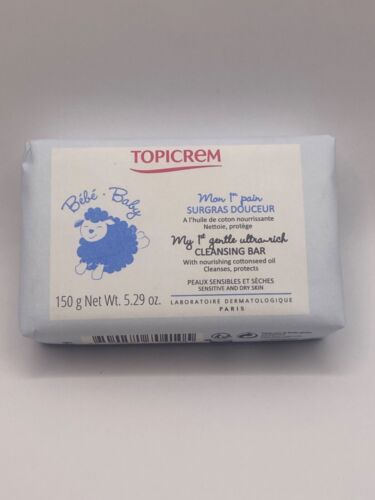 TOPICREM
Bébé · Baby
Mon 1er pain
SURGRAS DOUCEUR
A l'huile de coton nourrissante
Nettoie, protège
My 1st gentle ultra-rich
CLEANSING BAR
With nourishing cottonseed oil
Cleanses, protects
PEAUX SENSIBLES ET SÈCHES
SENSITIVE AND DRY SKIN
150 g Net Wt. 5.29 oz.
LABORATOIRE DERMATOLOGIQUE
PARIS